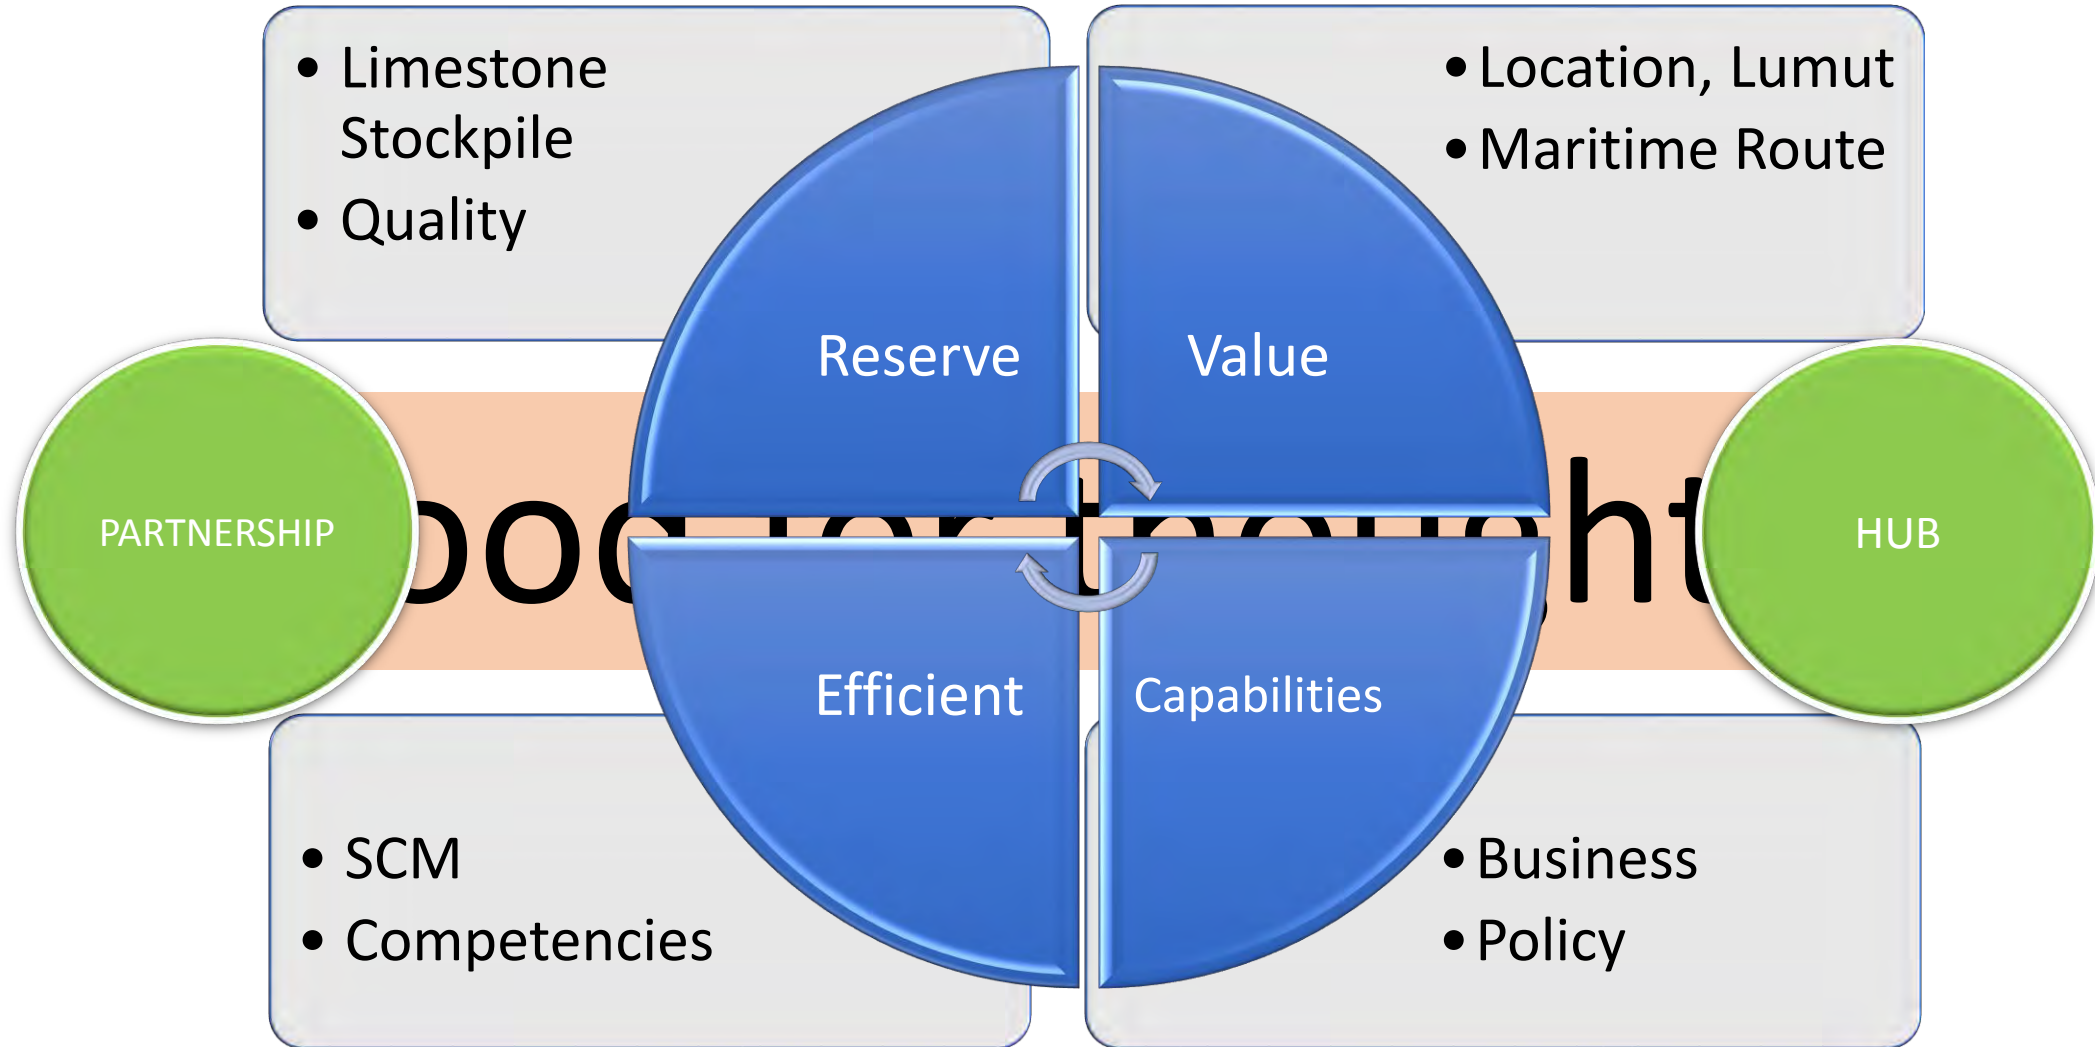 • Limestone
Stockpile
• Quality
• Location, Lumut
• Maritime Route
Reserve
Value
PARTNERSHIP
HUB
Efficient
Capabilities
• SCM
• Competencies
• Business
• Policy